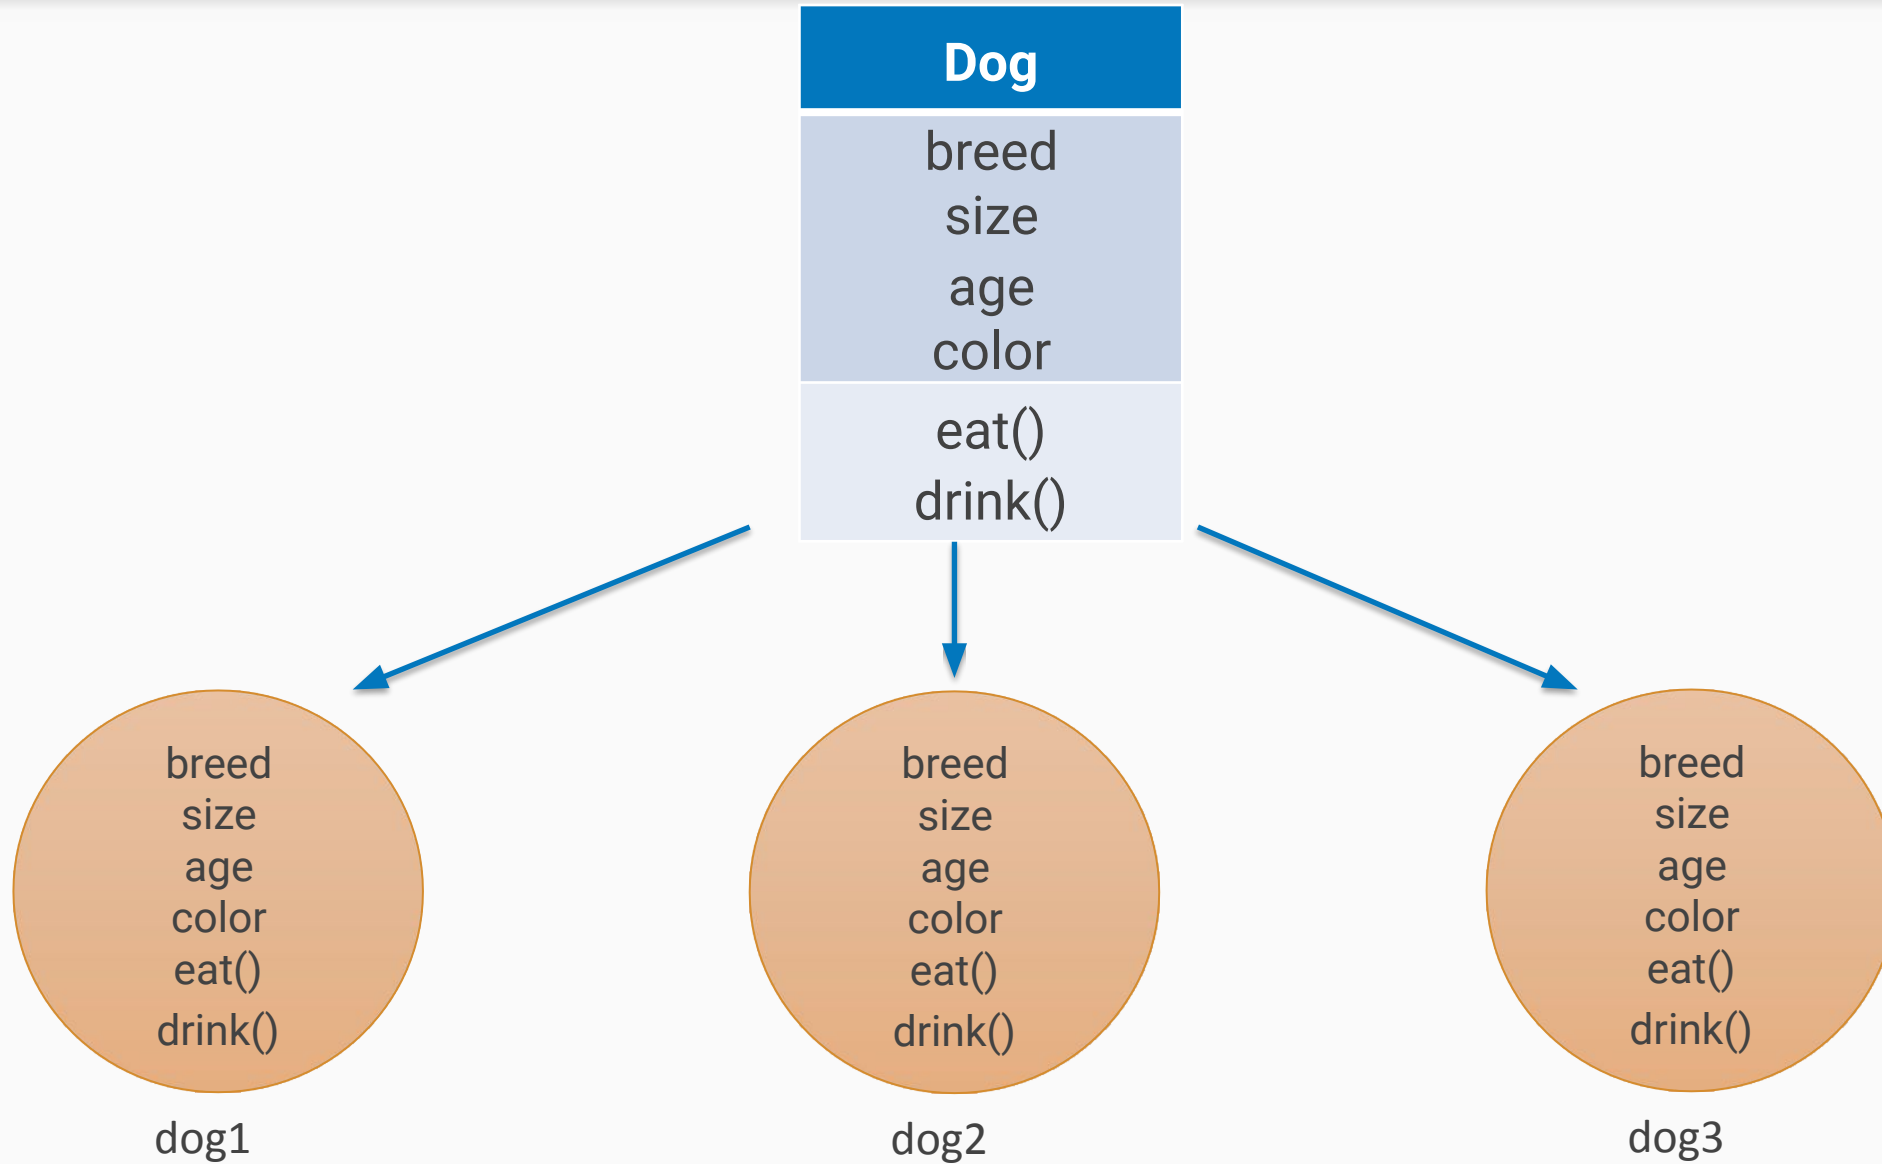 Dog
breed
size
age
color
eat()
drink()
breed
size
age
color
eat()
drink()
dog1
breed
size
age
color
eat()
drink()
dog2
breed
size
age
color
eat()
drink()
dog3